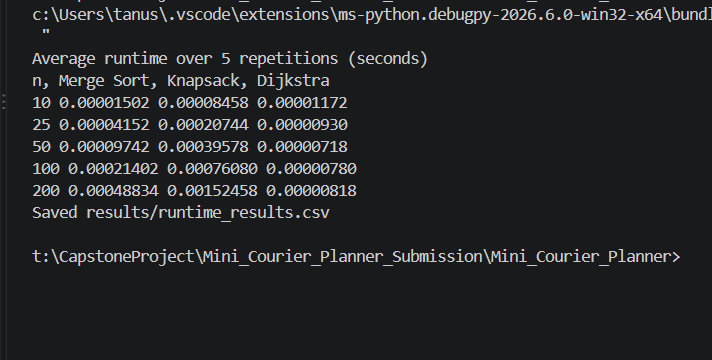 c:\Users\tanus\.vscode\extensions\ms-python.debugpy-2026.6.0-win32-x64\bundl
"
Average runtime over 5 repetitions (seconds)
n, Merge Sort, Knapsack, Dijkstra
10 0.00001502 0.00008458 0.00001172
25 0.00004152 0.00020744 0.00000930
50 0.00009742 0.00039578 0.00000718
100 0.00021402 0.00076080 0.00000780
200 0.00048834 0.00152458 0.00000818
Saved results/runtime_results.csv
t:\CapstoneProject\Mini_Courier_Planner_Submission\Mini_Courier_Planner>